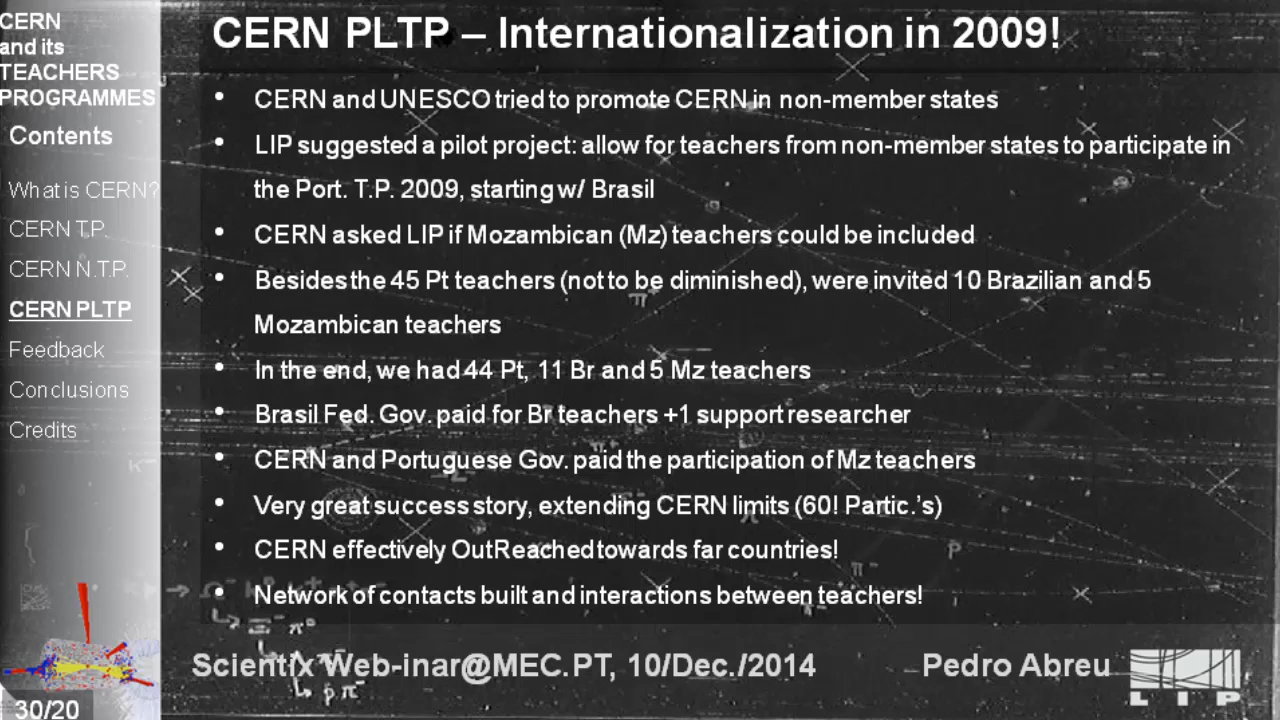 CERN
and its
TEACHERS
PROGRAMMES
Contents
What is CERN?
CERN T.P.
CERN N.T.P.
CERN PLTP
Feedback
Conclusions
Credits
30/20
CERN PLTP – Internationalization in 2009!
• CERN and UNESCO tried to promote CERN in non-member states
• LIP suggested a pilot project: allow for teachers from non-member states to participate in
the Port. T.P. 2009, starting w/ Brasil
• CERN asked LIP if Mozambican (Mz) teachers could be included
• Besides the 45 Pt teachers (not to be diminished), were invited 10 Brazilian and 5
Mozambican teachers
• In the end, we had 44 Pt, 11 Br and 5 Mz teachers
• Brasil Fed. Gov. paid for Br teachers +1 support researcher
• CERN and Portuguese Gov. paid the participation of Mz teachers
• Very great success story, extending CERN limits (60! Partic.'s)
• CERN effectively OutReached towards far countries!
• Network of contacts built and interactions between teachers!
Scientix Web-inar@MEC.PT, 10/Dec./2014
Pedro Abreu
LIP